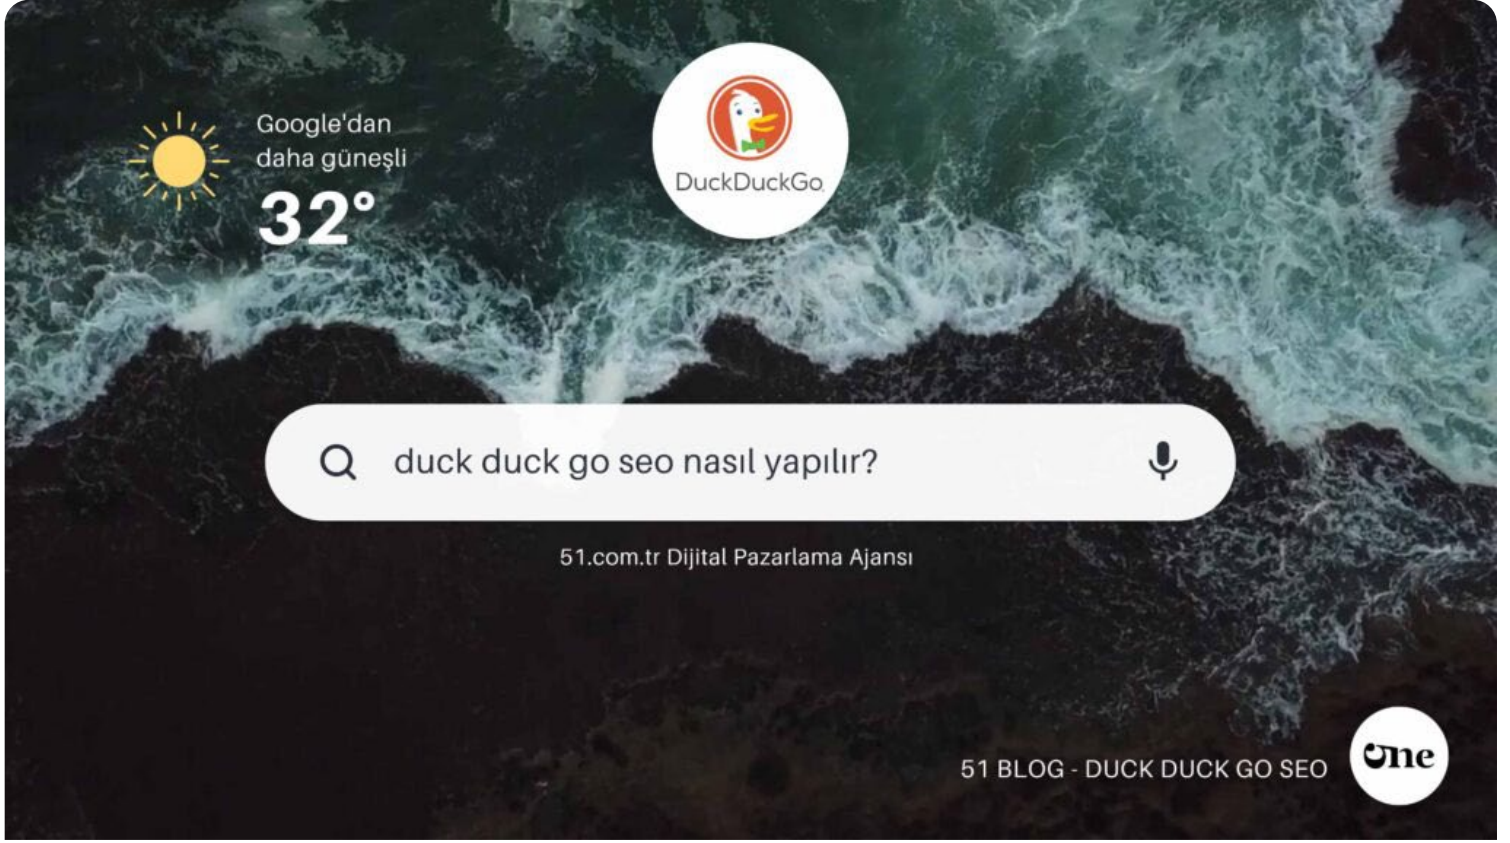 Google'dan
daha güneşli
32°
DuckDuckGo.
duck duck go seo nasıl yapılır?
51.com.tr Dijital Pazarlama Ajansı
51 BLOG - DUCK DUCK GO SEO
one